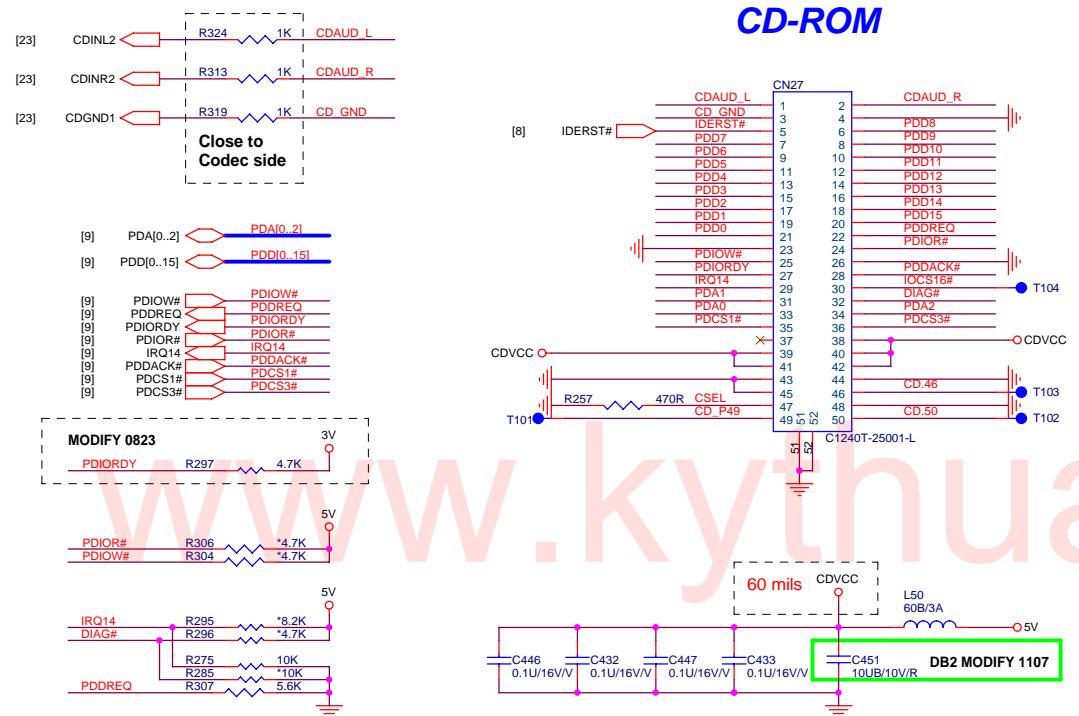 CD-ROM
[23] CDINL2 R324 1K CDAUD_L
[23] CDINR2 R313 1K CDAUD_R
[23] CDGND1 R319 1K CD_GND
Close to
Codec side
[9] PDA[0..2] PDA[0..2]
[9] PDD[0..15] PDD[0..15]
[9] PDIOW# PDIOW#
[9] PDDREQ PDDREQ
[9] PDIORDY PDIORDY
[9] PDIOR# PDIOR#
[9] IRQ14 IRQ14
[9] PDDACK# PDDACK#
[9] PDCS1# PDCS1#
[9] PDCS3# PDCS3#
MODIFY 0823
3V
PDIORDY R297 4.7K
5V
PDIOR# R306 *4.7K
PDIOW# R304 *4.7K
5V
IRQ14 R295 *8.2K
DIAG# R296 *4.7K
R275 10K
R285 *10K
PDDREQ R307 5.6K
CN27
CDAUD_L 1 2 CDAUD_R
CD_GND 3 4
[8] IDERST# IDERST# 5 6 PDD8
PDD7 7 8 PDD9
PDD6 9 10 PDD10
PDD5 11 12 PDD11
PDD4 13 14 PDD12
PDD3 15 16 PDD13
PDD2 17 18 PDD14
PDD1 19 20 PDD15
PDD0 21 22 PDDREQ
23 24 PDIOR#
PDIOW# 25 26
PDIORDY 27 28 PDDACK#
IRQ14 29 30 IOCS16# T104
PDA1 31 32 DIAG#
PDA0 33 34 PDA2
PDCS1# 35 36 PDCS3#
37 38 CDVCC
CDVCC 39 40
41 42
43 44
45 46 CD.46 T103
R257 470R CSEL 47 48
T101 CD_P49 49 50 CD.50 T102
51 52
C1240T-25001-L
51 52
60 mils CDVCC
L50
60B/3A
5V
C446 0.1U/16V/V
C432 0.1U/16V/V
C447 0.1U/16V/V
C433 0.1U/16V/V
C451 10UB/10V/R
DB2 MODIFY 1107
www.kythua